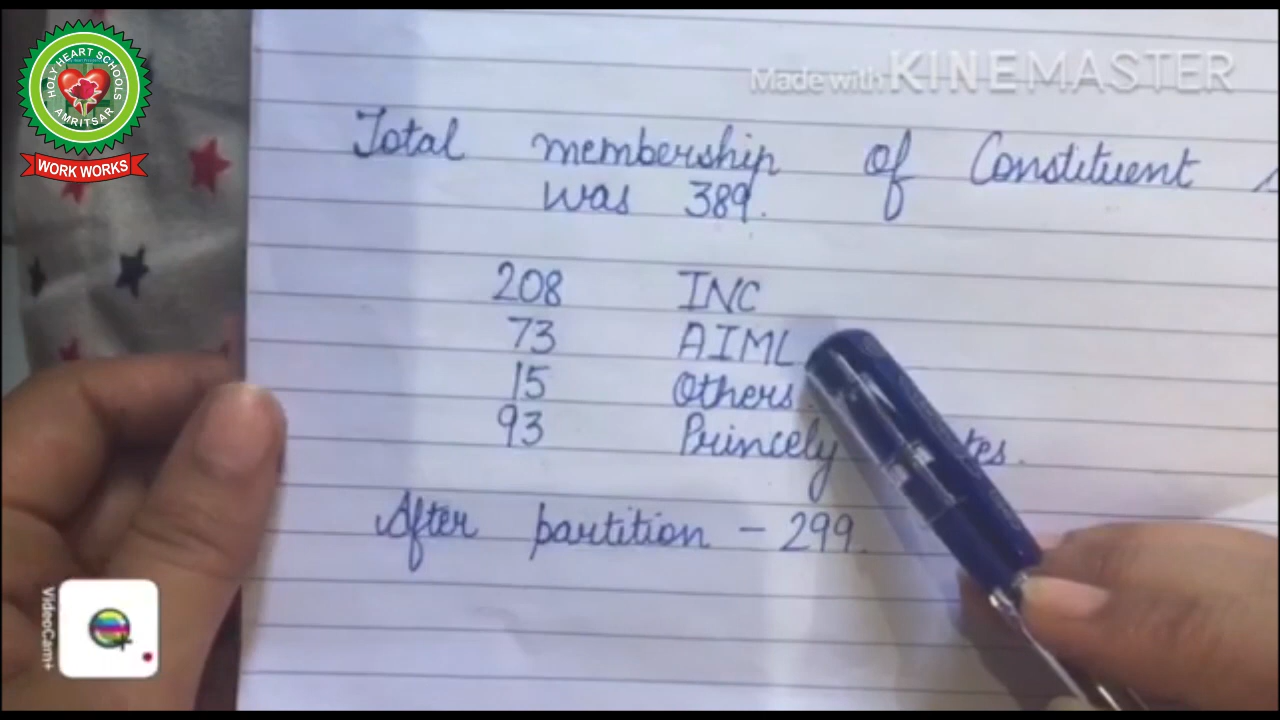 HOLY HEART SCHOOLS
AMRITSAR
WORK WORKS
Made with KINEMASTER
Total membership of Constituent
was 389.
208 INC
73 AIML
15 Others.
93 Princely
After partition - 299.
VideoCam+